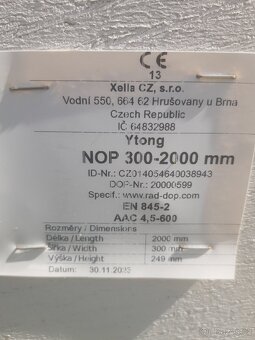 CE
13
Xella CZ, s.r.o.
Vodní 550, 664 62 Hrušovany u Brna
Czech Republic
IČ 64832988
Ytong
NOP 300-2000 mm
ID-Nr.: CZ014054640038943
DOP-Nr.: 20000599
Specif.: www.rad-dop.com
EN 845-2
AAC 4,5-600
Rozměry / Dimensions
Délka / Length 2000 mm
Šířka / Width 300 mm
Výška / Height 249 mm
Datum: 30.11.2023